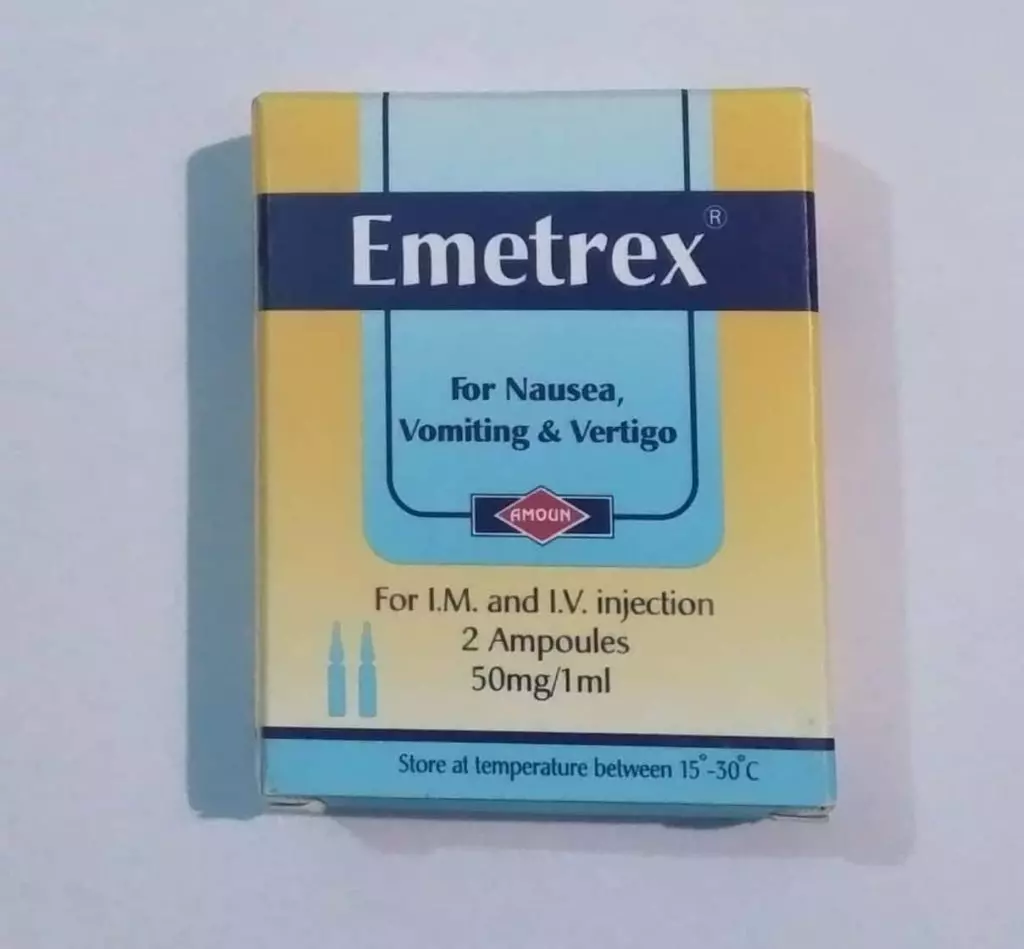 Emetrex®
For Nausea,
Vomiting & Vertigo
AMOUN
For I.M. and I.V. injection
2 Ampoules
50mg/1ml
Store at temperature between 15°-30°C